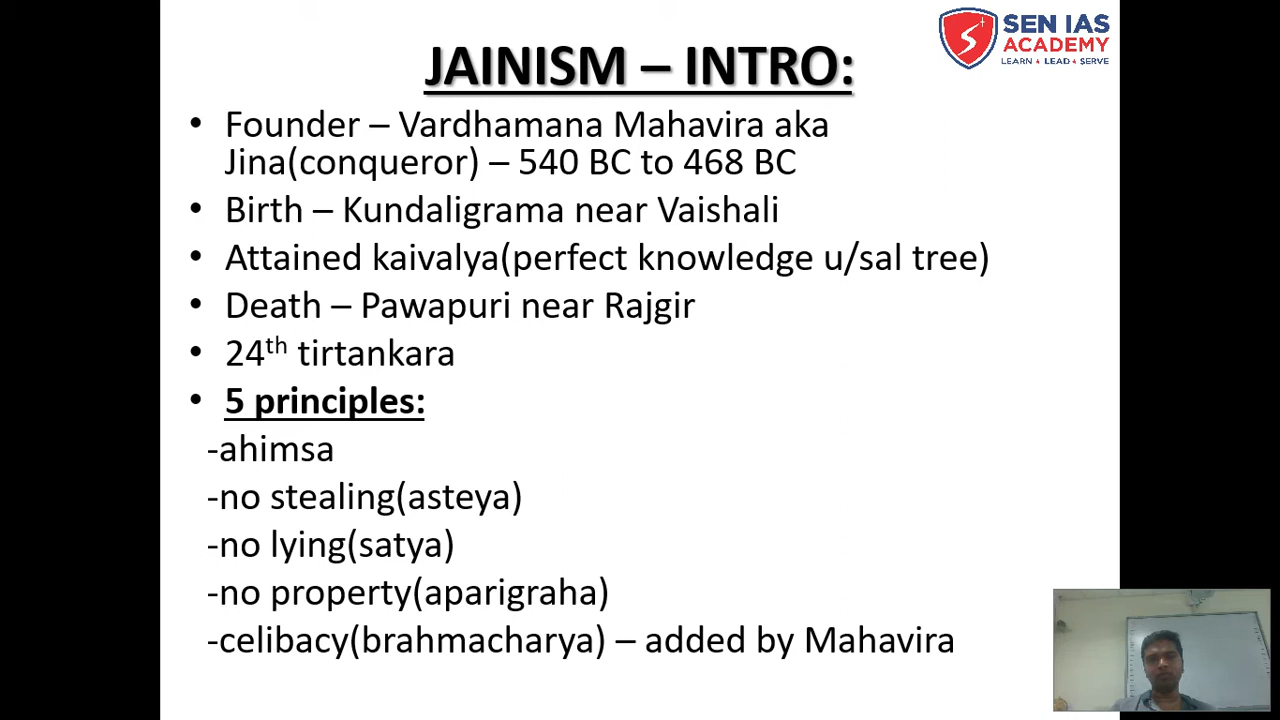 SEN IAS
ACADEMY
LEARN ★ LEAD ★ SERVE
JAINISM – INTRO:
• Founder – Vardhamana Mahavira aka
Jina(conqueror) – 540 BC to 468 BC
• Birth – Kundaligrama near Vaishali
• Attained kaivalya(perfect knowledge u/sal tree)
• Death – Pawapuri near Rajgir
• 24th tirtankara
• 5 principles:
-ahimsa
-no stealing(asteya)
-no lying(satya)
-no property(aparigraha)
-celibacy(brahmacharya) – added by Mahavira